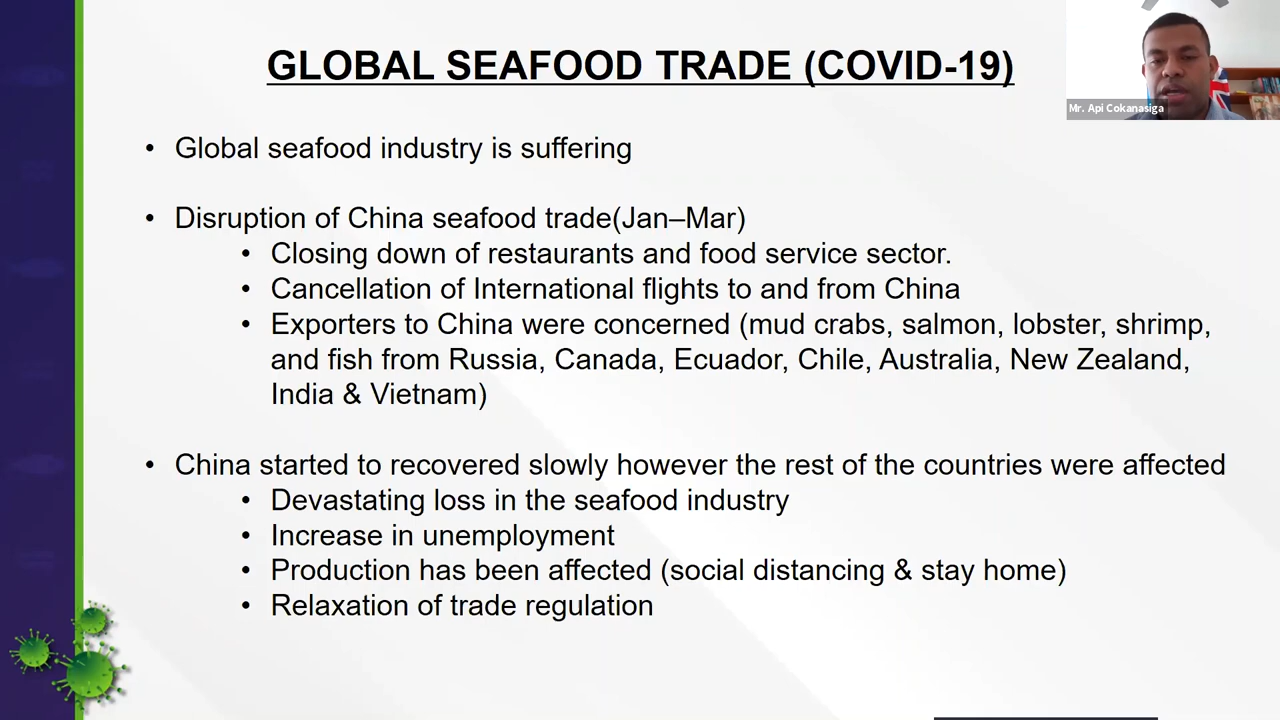 GLOBAL SEAFOOD TRADE (COVID-19)
Mr. Api Cokanasiga
• Global seafood industry is suffering
• Disruption of China seafood trade(Jan–Mar)
• Closing down of restaurants and food service sector.
• Cancellation of International flights to and from China
• Exporters to China were concerned (mud crabs, salmon, lobster, shrimp,
and fish from Russia, Canada, Ecuador, Chile, Australia, New Zealand,
India & Vietnam)
• China started to recovered slowly however the rest of the countries were affected
• Devastating loss in the seafood industry
• Increase in unemployment
• Production has been affected (social distancing & stay home)
• Relaxation of trade regulation